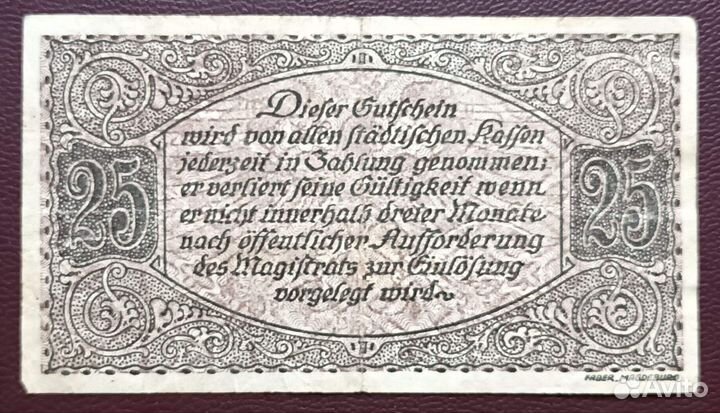 Dieser Gutschein
wird von allen städtischen Kassen
jederzeit in Zahlung genommen;
er verliert seine Gültigkeit wenn
er nicht innerhalb dreier Monate
nach öffentlicher Aufforderung
des Magistrats zur Einlösung
vorgelegt wird
25
25
FABER, MAGDEBURG
Avito